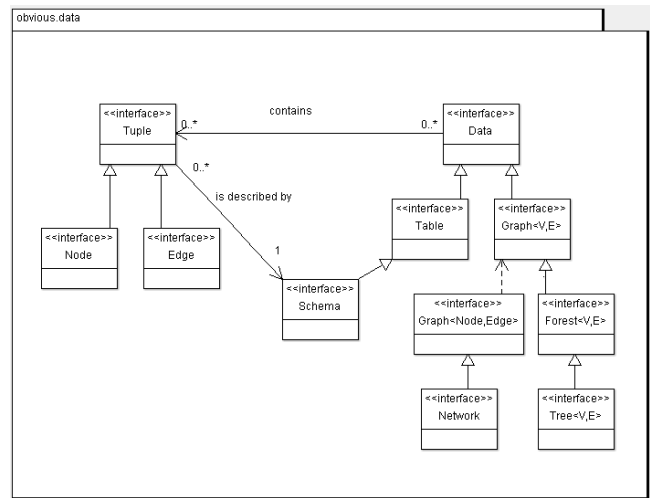 obvious.data
<<interface>>
Tuple
0..*
contains
0..*
<<interface>>
Data
0..*
is described by
1
<<interface>>
Node
<<interface>>
Edge
<<interface>>
Table
<<interface>>
Graph<V,E>
<<interface>>
Schema
<<interface>>
Graph<Node,Edge>
<<interface>>
Forest<V,E>
<<interface>>
Network
<<interface>>
Tree<V,E>